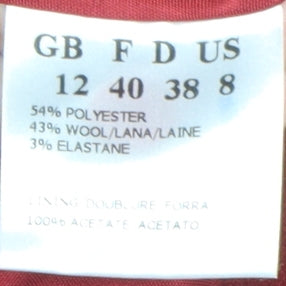 GB F D US
12 40 38 8
54% POLYESTER
43% WOOL/LANA/LAINE
3% ELASTANE
LINING DOUBLURE FORRA
100% ACETATE ACETATO